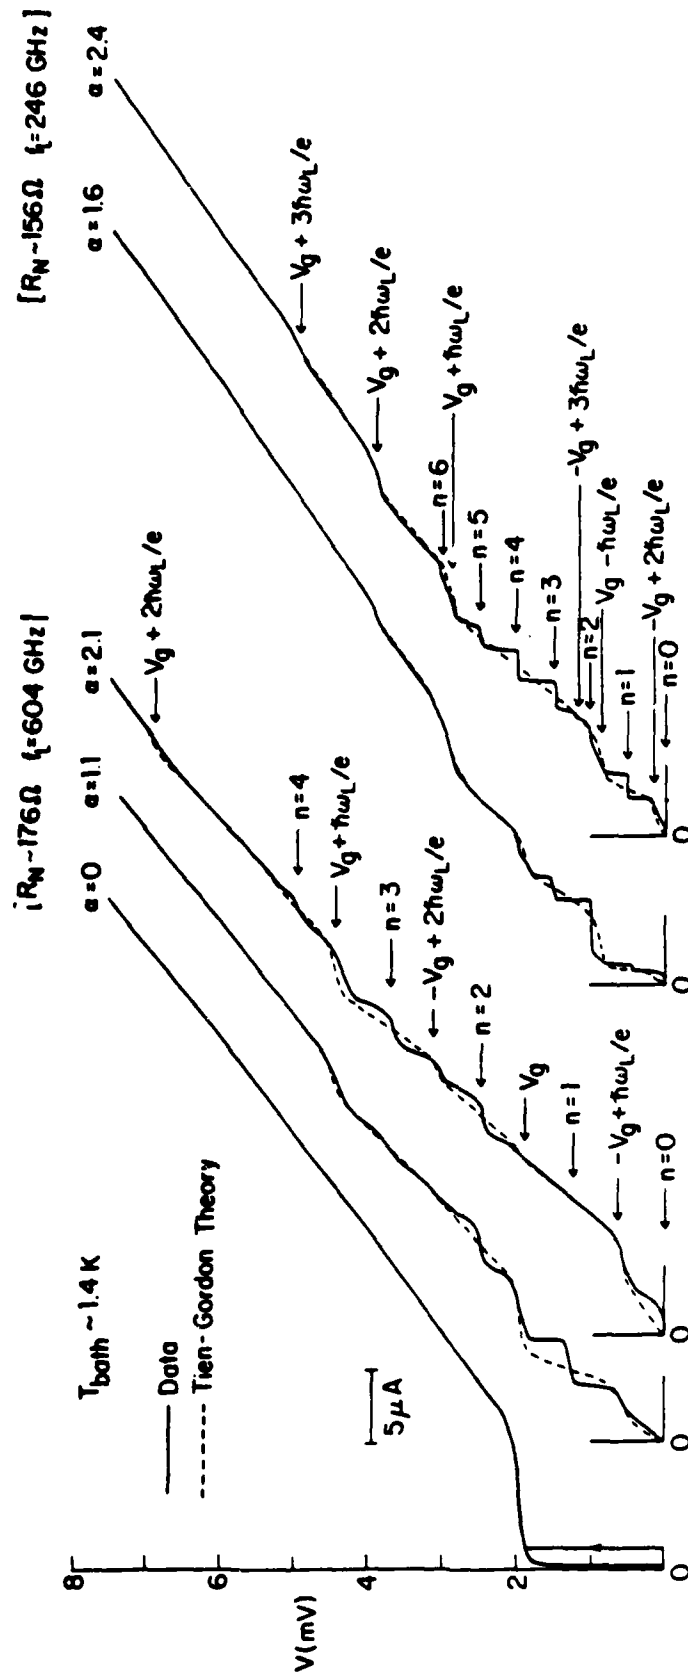 [R_N~176Ω f_L=604 GHz]
[R_N~156Ω f_L=246 GHz]
α=0
α=1.1
α=2.1
α=1.6
α=2.4
T_bath ~1.4 K
Data
Tien-Gordon Theory
5μA
V(mV)
8
6
4
2
0
V_g + 2ħω_L/e
n=4
V_g+ħω_L/e
n=3
-V_g + 2ħω_L/e
n=2
V_g
n=1
-V_g+ħω_L/e
n=0
0
0
V_g + 3ħω_L/e
V_g + 2ħω_L/e
n=6
V_g+ħω_L/e
n=5
n=4
n=3
-V_g + 3ħω_L/e
n=2
V_g -ħω_L/e
n=1
-V_g + 2ħω_L/e
n=0
0
0